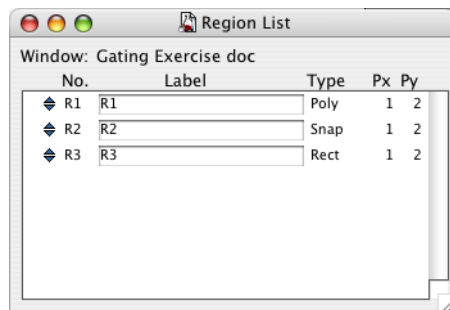 Region List
Window: Gating Exercise doc
No. Label Type Px Py
R1 R1 Poly 1 2
R2 R2 Snap 1 2
R3 R3 Rect 1 2